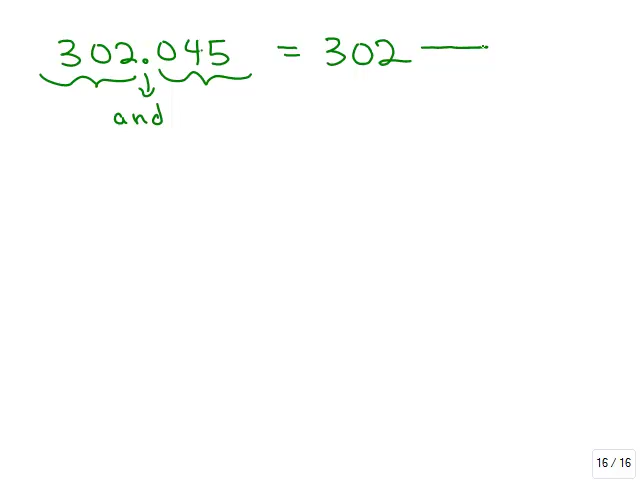 302.045 = 302
and
16 / 16